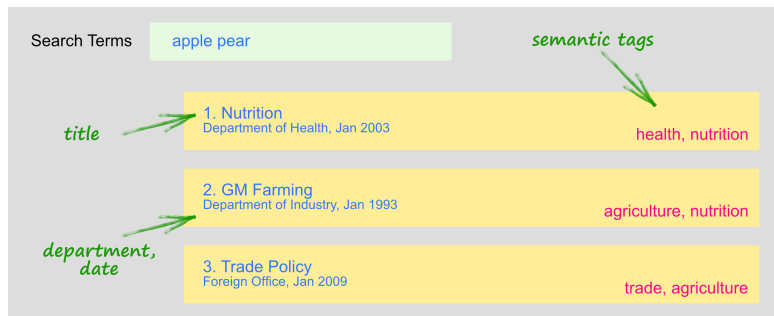 Search Terms
apple pear
semantic tags
title
1. Nutrition
Department of Health, Jan 2003
health, nutrition
2. GM Farming
Department of Industry, Jan 1993
agriculture, nutrition
department,
date
3. Trade Policy
Foreign Office, Jan 2009
trade, agriculture